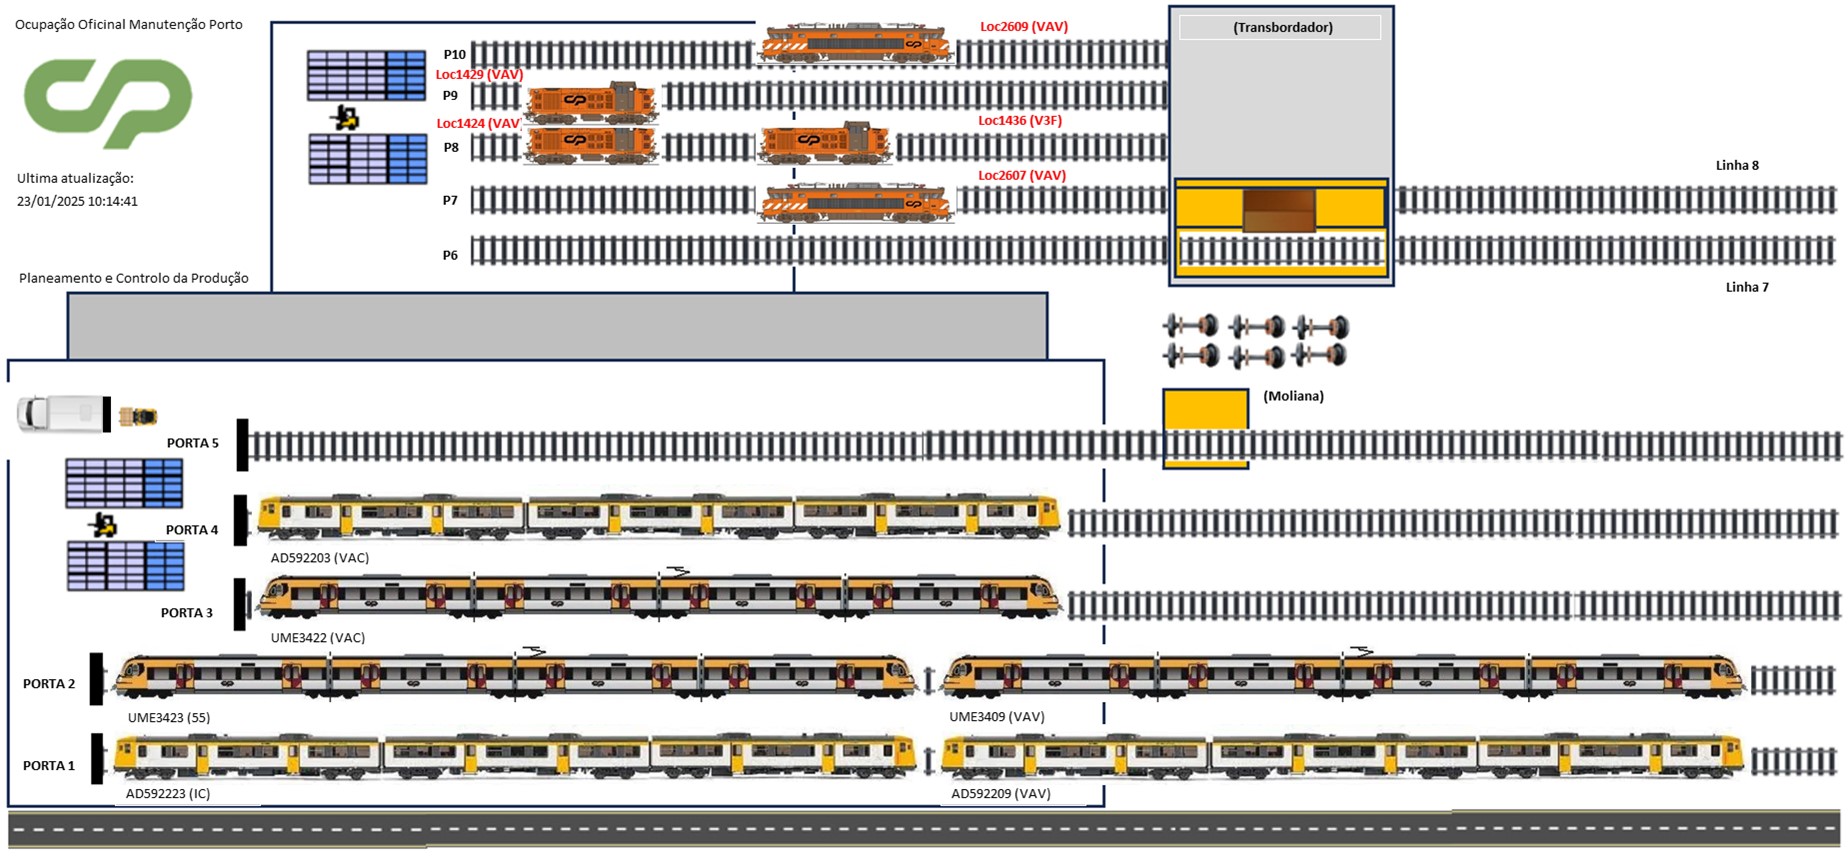 Ocupação Oficinal Manutenção Porto
CP
Ultima atualização:
23/01/2025 10:14:41
Planeamento e Controlo da Produção
Loc2609 (VAV)
(Transbordador)
P10
Loc1429 (VAV)
P9
Loc1424 (VAV)
Loc1436 (V3F)
P8
Loc2607 (VAV)
Linha 8
P7
P6
Linha 7
(Moliana)
PORTA 5
PORTA 4
AD592203 (VAC)
PORTA 3
UME3422 (VAC)
PORTA 2
UME3423 (55)
UME3409 (VAV)
PORTA 1
AD592223 (IC)
AD592209 (VAV)